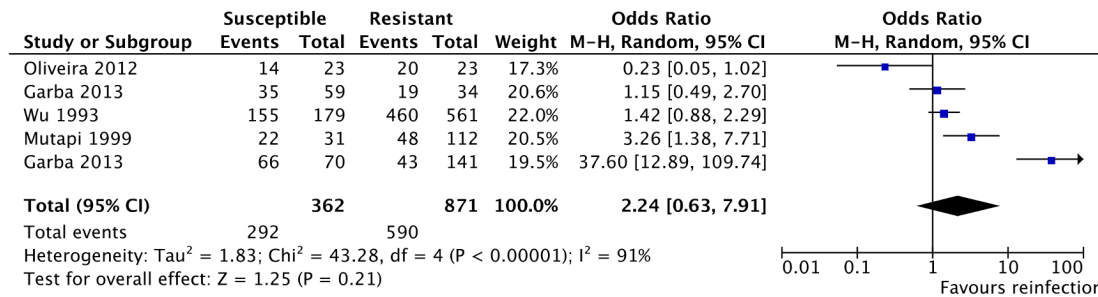 Susceptible Resistant Odds Ratio Odds Ratio
Study or Subgroup Events Total Events Total Weight M-H, Random, 95% CI M-H, Random, 95% CI
Oliveira 2012 14 23 20 23 17.3% 0.23 [0.05, 1.02]
Garba 2013 35 59 19 34 20.6% 1.15 [0.49, 2.70]
Wu 1993 155 179 460 561 22.0% 1.42 [0.88, 2.29]
Mutapi 1999 22 31 48 112 20.5% 3.26 [1.38, 7.71]
Garba 2013 66 70 43 141 19.5% 37.60 [12.89, 109.74]
Total (95% CI) 362 871 100.0% 2.24 [0.63, 7.91]
Total events 292 590
Heterogeneity: Tau² = 1.83; Chi² = 43.28, df = 4 (P < 0.00001); I² = 91%
Test for overall effect: Z = 1.25 (P = 0.21)
0.01 0.1 1 10 100
Favours reinfection